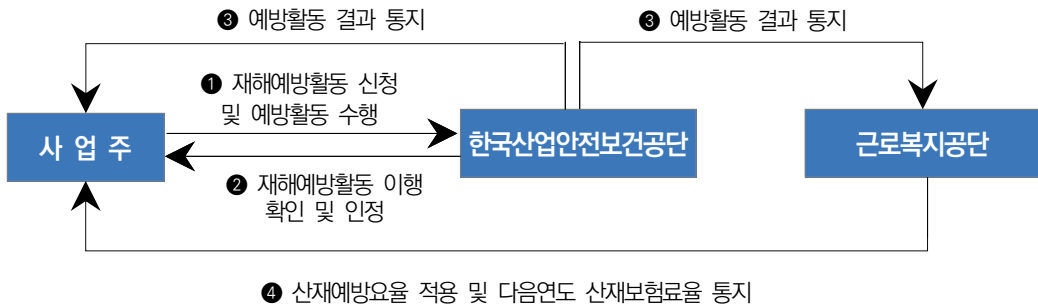 ❸ 예방활동 결과 통지
❸ 예방활동 결과 통지
❶ 재해예방활동 신청
및 예방활동 수행
사 업 주
한국산업안전보건공단
근로복지공단
❷ 재해예방활동 이행
확인 및 인정
❹ 산재예방요율 적용 및 다음연도 산재보험료율 통지